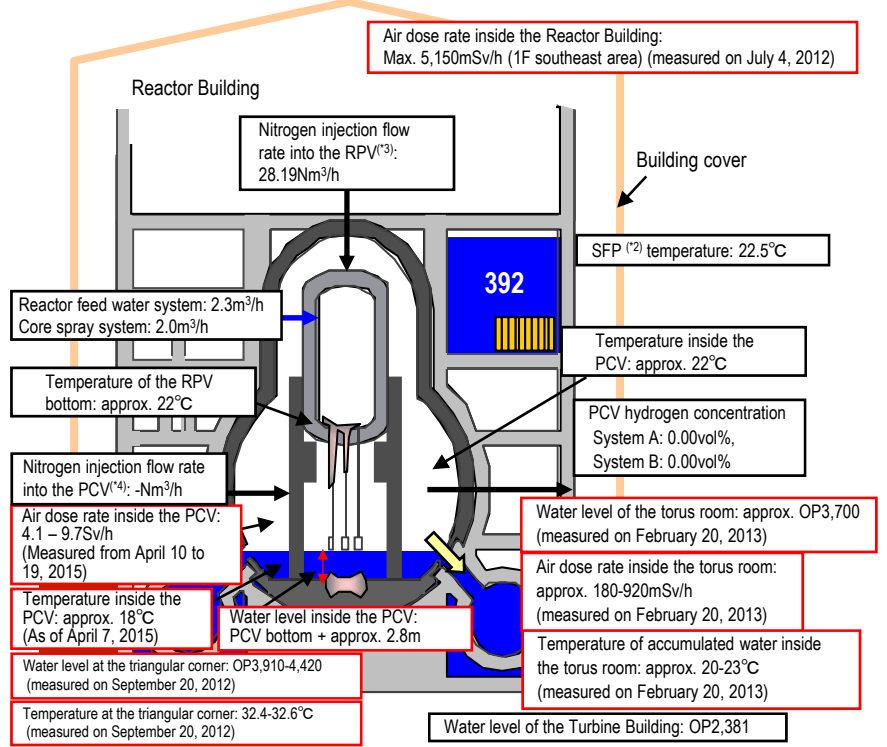 Air dose rate inside the Reactor Building:
Max. 5,150mSv/h (1F southeast area) (measured on July 4, 2012)
Reactor Building
Nitrogen injection flow
rate into the RPV(*3):
28.19Nm3/h
Building cover
SFP (*2) temperature: 22.5℃
392
Reactor feed water system: 2.3m3/h
Core spray system: 2.0m3/h
Temperature inside the
PCV: approx. 22℃
Temperature of the RPV
bottom: approx. 22℃
PCV hydrogen concentration
System A: 0.00vol%,
System B: 0.00vol%
Nitrogen injection flow rate
into the PCV(*4): -Nm3/h
Air dose rate inside the PCV:
4.1 – 9.7Sv/h
(Measured from April 10 to
19, 2015)
Water level of the torus room: approx. OP3,700
(measured on February 20, 2013)
Air dose rate inside the torus room:
approx. 180-920mSv/h
(measured on February 20, 2013)
Temperature inside the
PCV: approx. 18℃
(As of April 7, 2015)
Water level inside the PCV:
PCV bottom + approx. 2.8m
Temperature of accumulated water inside
the torus room: approx. 20-23℃
(measured on February 20, 2013)
Water level at the triangular corner: OP3,910-4,420
(measured on September 20, 2012)
Temperature at the triangular corner: 32.4-32.6℃
(measured on September 20, 2012)
Water level of the Turbine Building: OP2,381